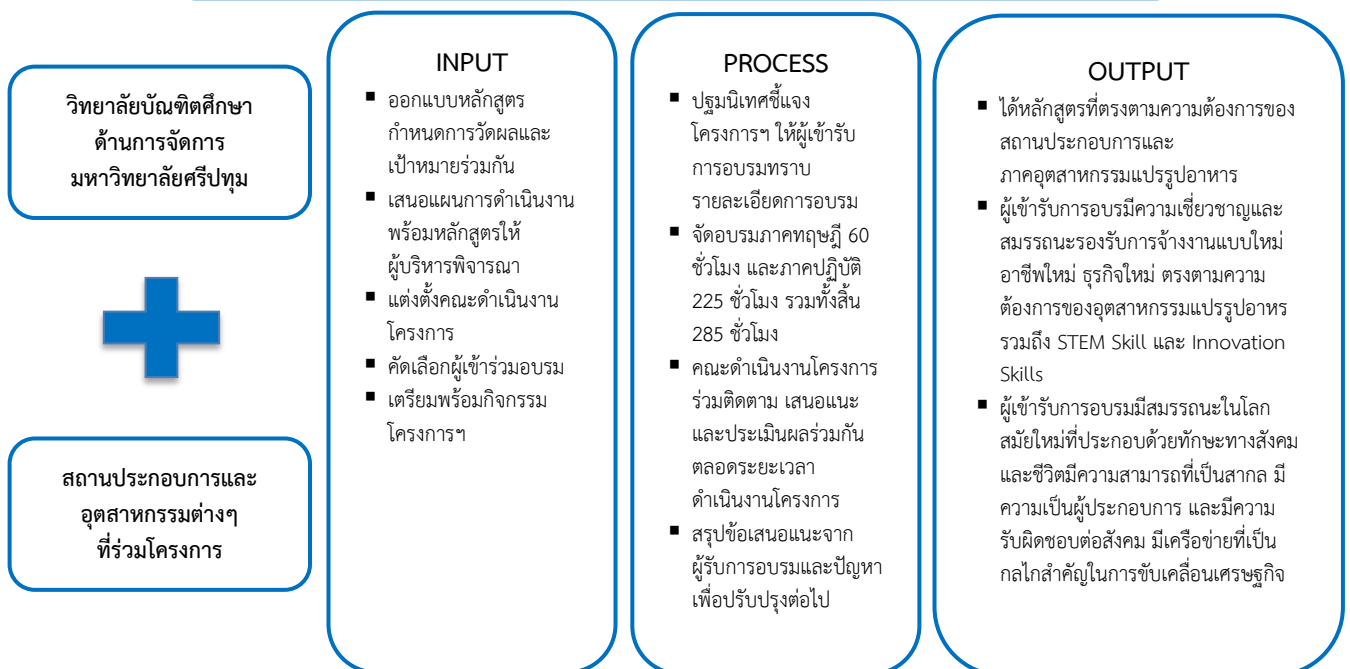 วิทยาลัยบัณฑิตศึกษา
ด้านการจัดการ
มหาวิทยาลัยศรีปทุม
สถานประกอบการและ
อุตสาหกรรมต่างๆ
ที่ร่วมโครงการ
INPUT
▪ ออกแบบหลักสูตร
กำหนดการวัดผลและ
เป้าหมายร่วมกัน
▪ เสนอแผนการดำเนินงาน
พร้อมหลักสูตรให้
ผู้บริหารพิจารณา
▪ แต่งตั้งคณะดำเนินงาน
โครงการ
▪ คัดเลือกผู้เข้าร่วมอบรม
▪ เตรียมพร้อมกิจกรรม
โครงการฯ
PROCESS
▪ ปฐมนิเทศชี้แจง
โครงการฯ ให้ผู้เข้ารับ
การอบรมทราบ
รายละเอียดการอบรม
▪ จัดอบรมภาคทฤษฎี 60
ชั่วโมง และภาคปฏิบัติ
225 ชั่วโมง รวมทั้งสิ้น
285 ชั่วโมง
▪ คณะดำเนินงานโครงการ
ร่วมติดตาม เสนอแนะ
และประเมินผลร่วมกัน
ตลอดระยะเวลา
ดำเนินงานโครงการ
▪ สรุปข้อเสนอแนะจาก
ผู้รับการอบรมและปัญหา
เพื่อปรับปรุงต่อไป
OUTPUT
▪ ได้หลักสูตรที่ตรงตามความต้องการของ
สถานประกอบการและ
ภาคอุตสาหกรรมแปรรูปอาหาร
▪ ผู้เข้ารับการอบรมีความเชี่ยวชาญและ
สมรรถนะรองรับการจ้างงานแบบใหม่
อาชีพใหม่ ธุรกิจใหม่ ตรงตามความ
ต้องการของอุตสาหกรรมแปรรูปอาหร
รวมถึง STEM Skill และ Innovation
Skills
▪ ผู้เข้ารับการอบรมมีสมรรถนะในโลก
สมัยใหม่ที่ประกอบด้วยทักษะทางสังคม
และชีวิตมีความสามารถที่เป็นสากล มี
ความเป็นผู้ประกอบการ และมีความ
รับผิดชอบต่อสังคม มีเครือข่ายที่เป็น
กลไกสำคัญในการขับเคลื่อนเศรษฐกิจ